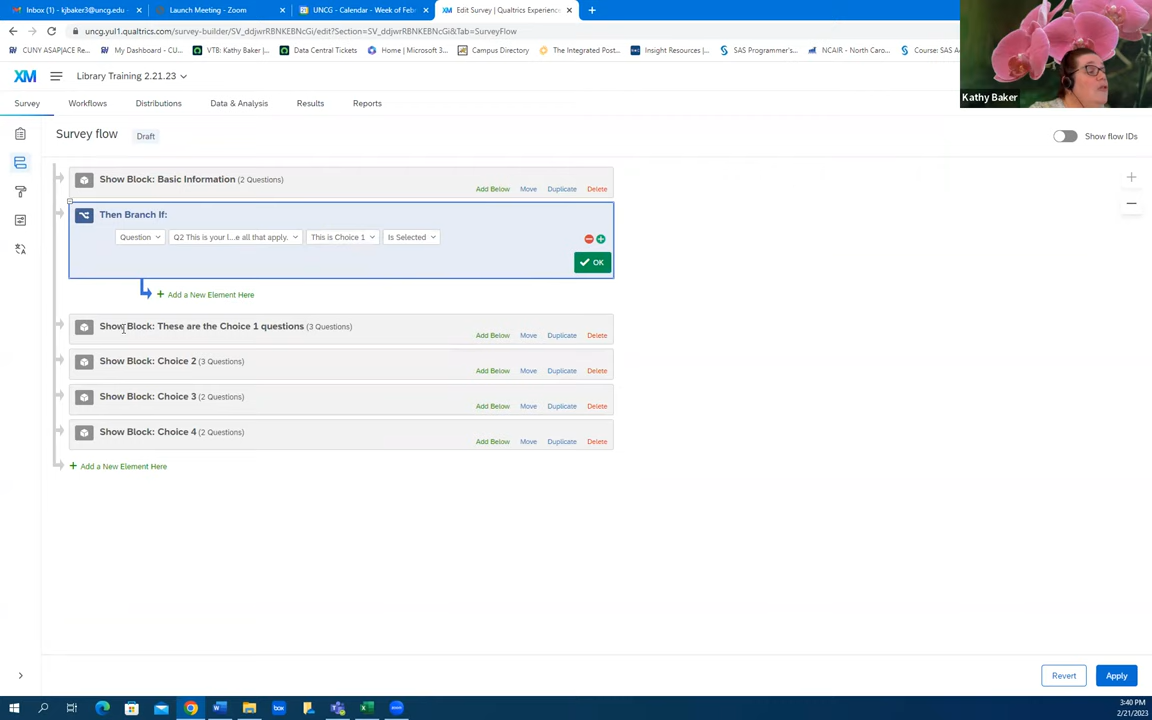 Inbox (1) - kjbaker3@uncg.edu
Launch Meeting - Zoom
UNCG - Calendar - Week of Febr
Edit Survey | Qualtrics Experience
uncg.yul1.qualtrics.com/survey-builder/SV_ddjwrRBNKEBNcGi/edit?Section=SV_ddjwrRBNKEBNcGi&Tab=SurveyFlow
CUNY ASAP|ACE Re
My Dashboard - CU...
VTB: Kathy Baker
Data Central Tickets
Home | Microsoft 3...
Campus Directory
The Integrated Post...
Insight Resources |...
SAS Programmer's...
NCAIR - North Caro...
Course: SAS
Kathy Baker
XM
Library Training 2.21.23
Survey
Workflows
Distributions
Data & Analysis
Results
Reports
Survey flow
Draft
Show flow IDs
Show Block: Basic Information (2 Questions)
Add Below Move Duplicate Delete
Then Branch If:
Question Q2 This is your l...e all that apply. This is Choice 1 Is Selected
OK
Add a New Element Here
Show Block: These are the Choice 1 questions (3 Questions)
Add Below Move Duplicate Delete
Show Block: Choice 2 (3 Questions)
Add Below Move Duplicate Delete
Show Block: Choice 3 (2 Questions)
Add Below Move Duplicate Delete
Show Block: Choice 4 (2 Questions)
Add Below Move Duplicate Delete
Add a New Element Here
Revert
Apply
3:40 PM
2/21/2023